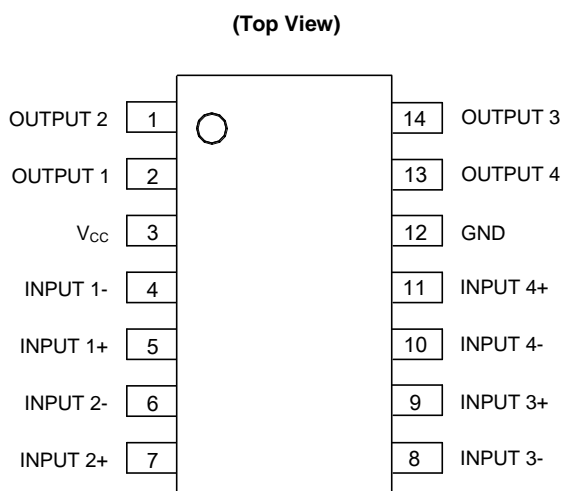 (Top View)
OUTPUT 2 1 14 OUTPUT 3
OUTPUT 1 2 13 OUTPUT 4
VCC 3 12 GND
INPUT 1- 4 11 INPUT 4+
INPUT 1+ 5 10 INPUT 4-
INPUT 2- 6 9 INPUT 3+
INPUT 2+ 7 8 INPUT 3-